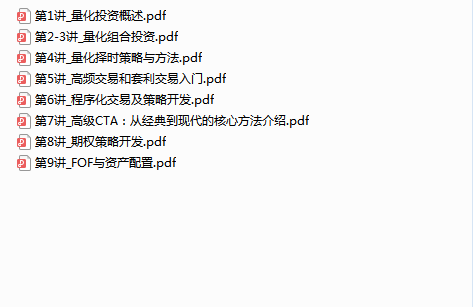 第1讲_量化投资概述.pdf
第2-3讲_量化组合投资.pdf
第4讲_量化择时策略与方法.pdf
第5讲_高频交易和套利交易入门.pdf
第6讲_程序化交易及策略开发.pdf
第7讲_高级CTA：从经典到现代的核心方法介绍.pdf
第8讲_期权策略开发.pdf
第9讲_FOF与资产配置.pdf